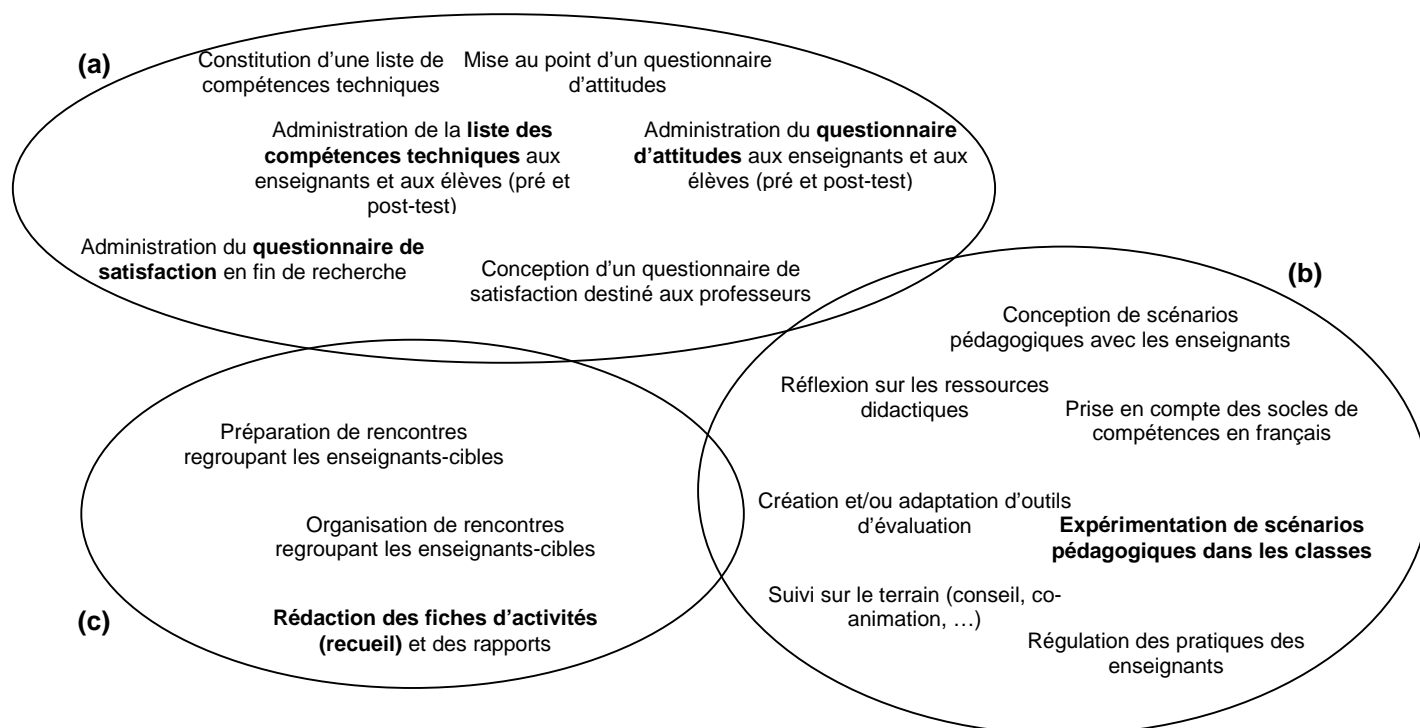 (a)
Constitution d’une liste de
compétences techniques
Mise au point d’un questionnaire
d’attitudes
Administration de la liste des
compétences techniques aux
enseignants et aux élèves (pré et
post-test)
Administration du questionnaire
d’attitudes aux enseignants et aux
élèves (pré et post-test)
Administration du questionnaire de
satisfaction en fin de recherche
Conception d’un questionnaire de
satisfaction destiné aux professeurs
(b)
Conception de scénarios
pédagogiques avec les enseignants
Réflexion sur les ressources
didactiques
Prise en compte des socles de
compétences en français
Création et/ou adaptation d’outils
d’évaluation
Expérimentation de scénarios
pédagogiques dans les classes
Suivi sur le terrain (conseil, co-
animation, …)
Régulation des pratiques des
enseignants
Préparation de rencontres
regroupant les enseignants-cibles
Organisation de rencontres
regroupant les enseignants-cibles
(c)
Rédaction des fiches d’activités
(recueil) et des rapports